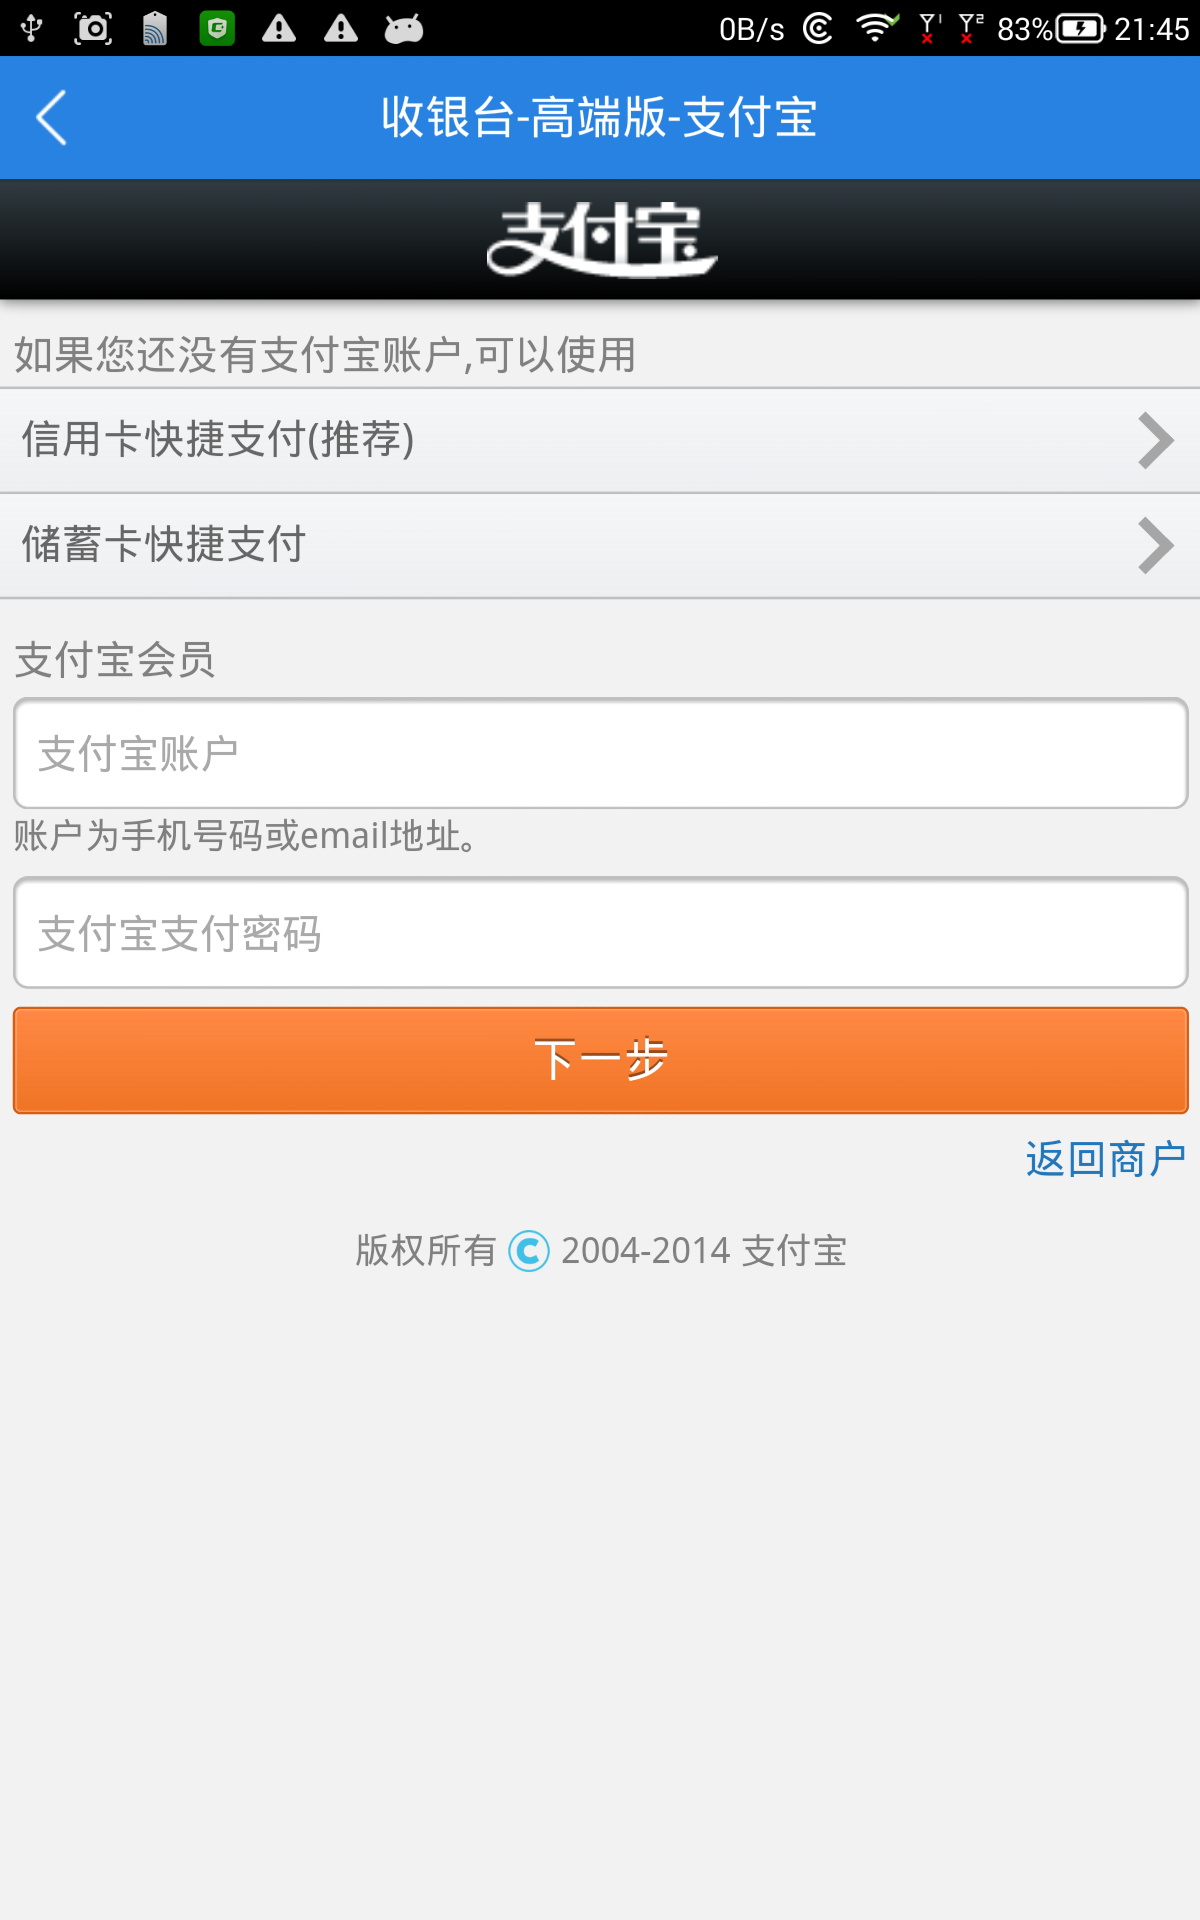 0B/s 83% 21:45
收银台-高端版-支付宝
支付宝
如果您还没有支付宝账户,可以使用
信用卡快捷支付(推荐)
储蓄卡快捷支付
支付宝会员
支付宝账户
账户为手机号码或email地址。
支付宝支付密码
下一步
返回商户
版权所有 © 2004-2014 支付宝